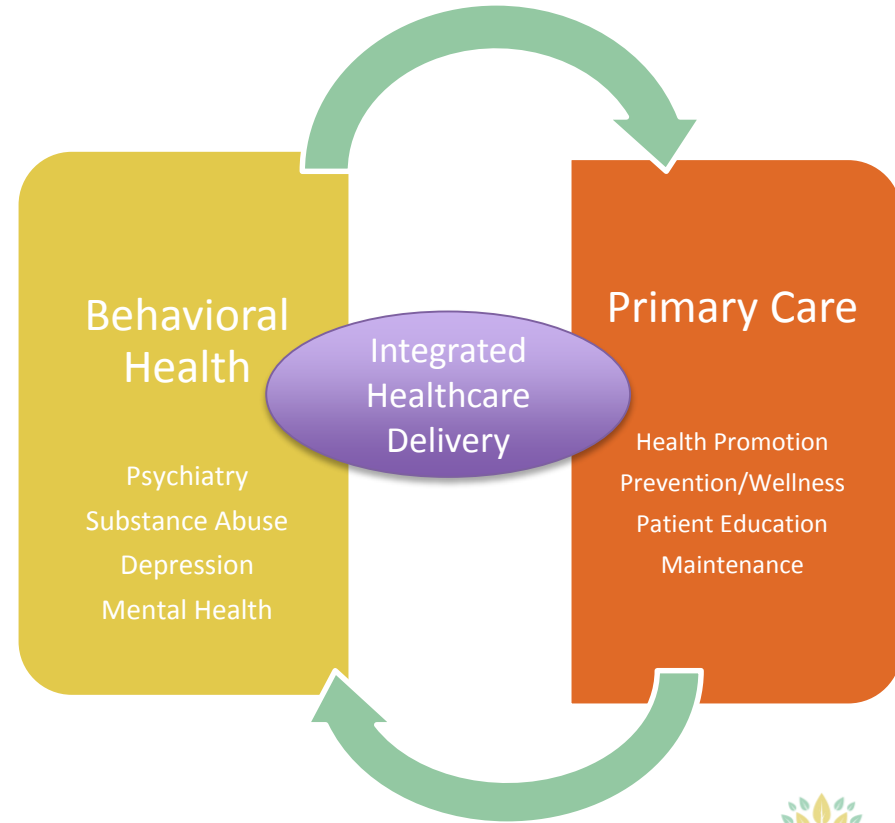 Behavioral
Health
Psychiatry
Substance Abuse
Depression
Mental Health
Integrated
Healthcare
Delivery
Primary Care
Health Promotion
Prevention/Wellness
Patient Education
Maintenance